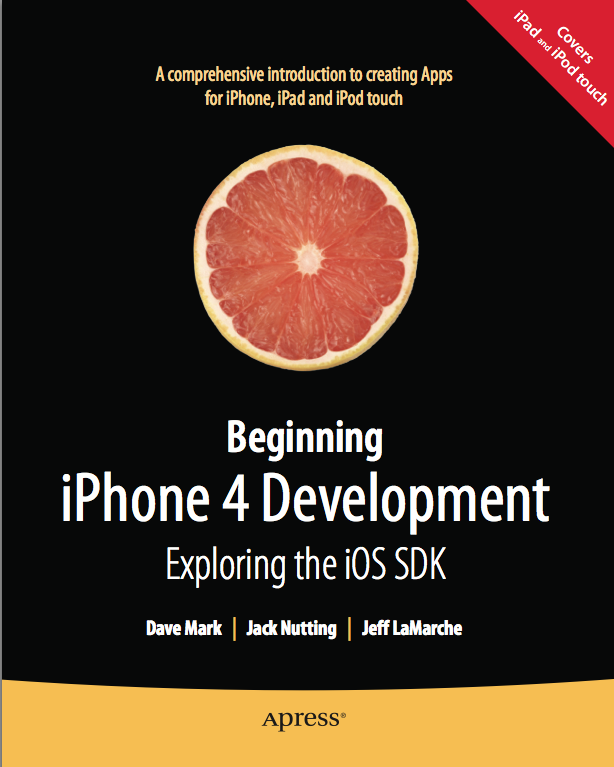 Covers
iPad and iPod touch
A comprehensive introduction to creating Apps
for iPhone, iPad and iPod touch
Beginning
iPhone 4 Development
Exploring the iOS SDK
Dave Mark | Jack Nutting | Jeff LaMarche
Apress®